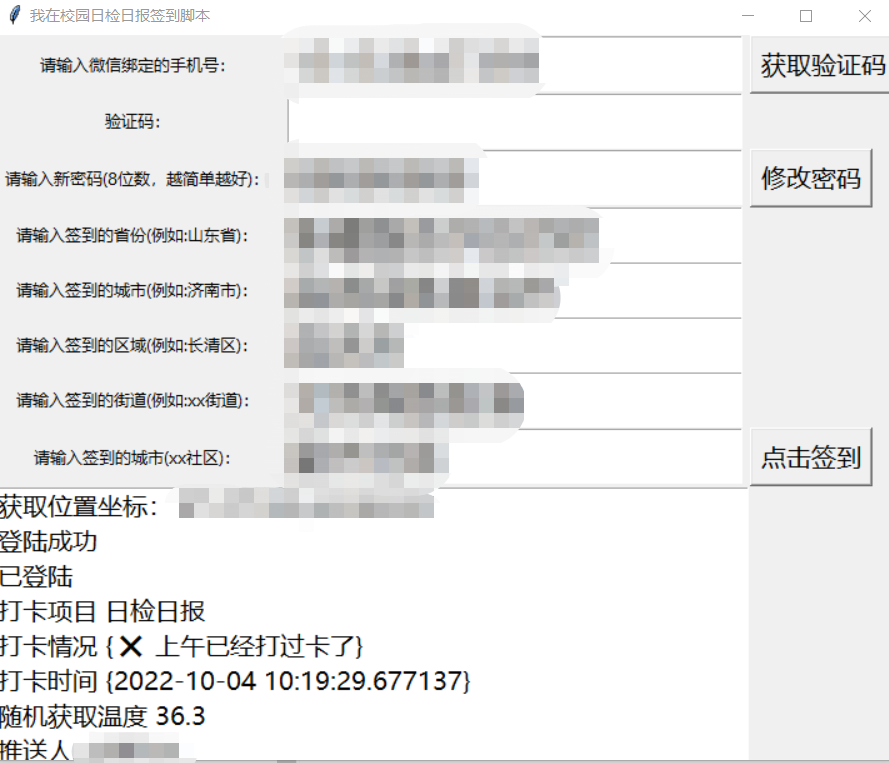 我在校园日检日报签到脚本
请输入微信绑定的手机号： 获取验证码
验证码：
请输入新密码(8位数，越简单越好)： 修改密码
请输入签到的省份(例如:山东省)：
请输入签到的城市(例如:济南市)：
请输入签到的区域(例如:长清区)：
请输入签到的街道(例如:xx街道)：
请输入签到的城市(xx社区)： 点击签到
获取位置坐标：
登陆成功
已登陆
打卡项目 日检日报
打卡情况 {❌ 上午已经打过卡了}
打卡时间 {2022-10-04 10:19:29.677137}
随机获取温度 36.3
推送人